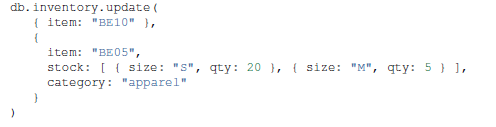 db.inventory.update(
{ item: "BE10" },
{
item: "BE05",
stock: [ { size: "S", qty: 20 }, { size: "M", qty: 5 } ],
category: "apparel"
}
)